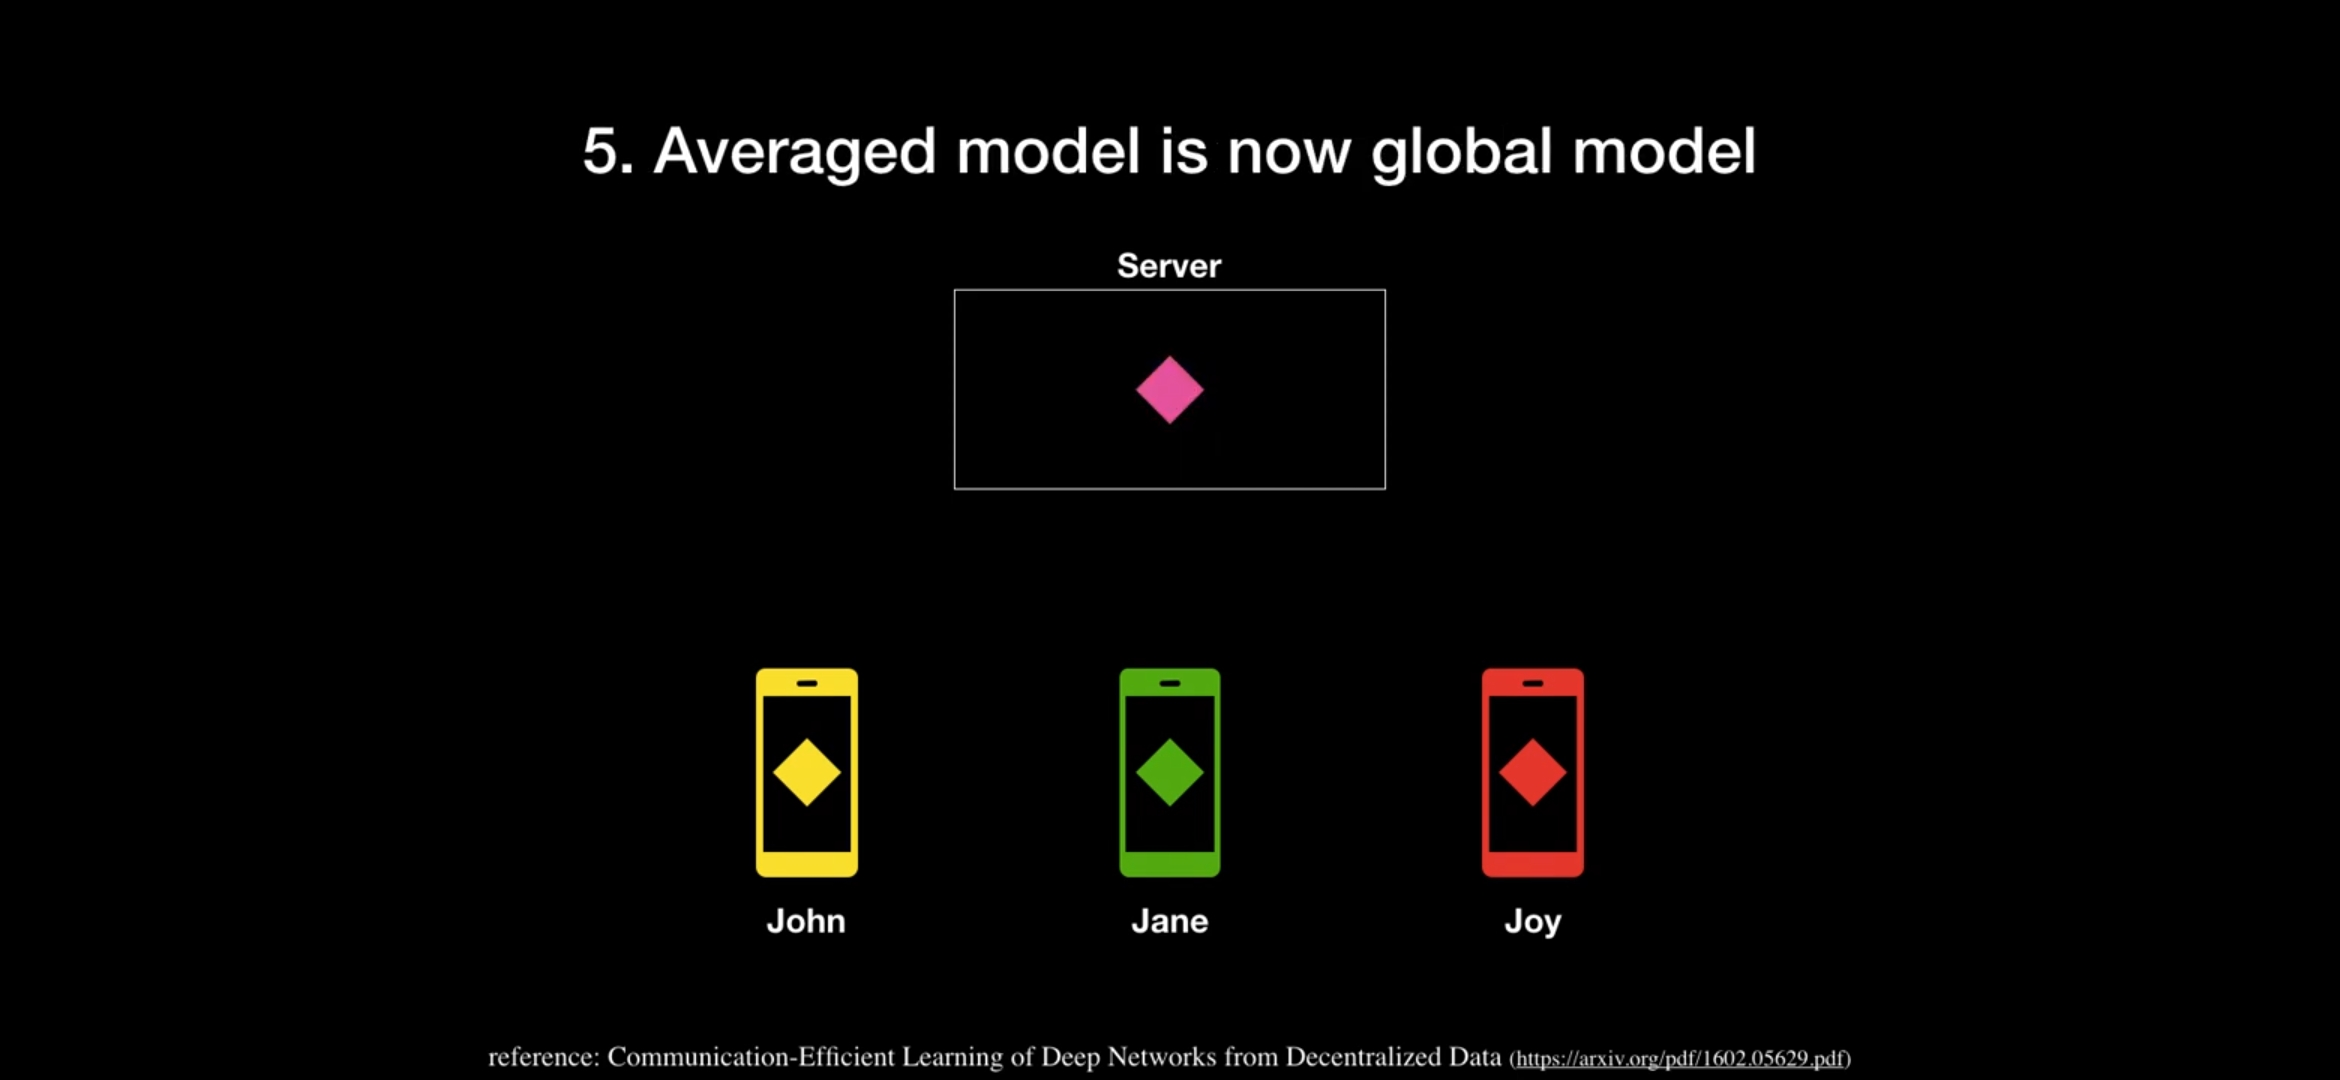 5. Averaged model is now global model
Server
John
Jane
Joy
reference: Communication-Efficient Learning of Deep Networks from Decentralized Data (https://arxiv.org/pdf/1602.05629.pdf)